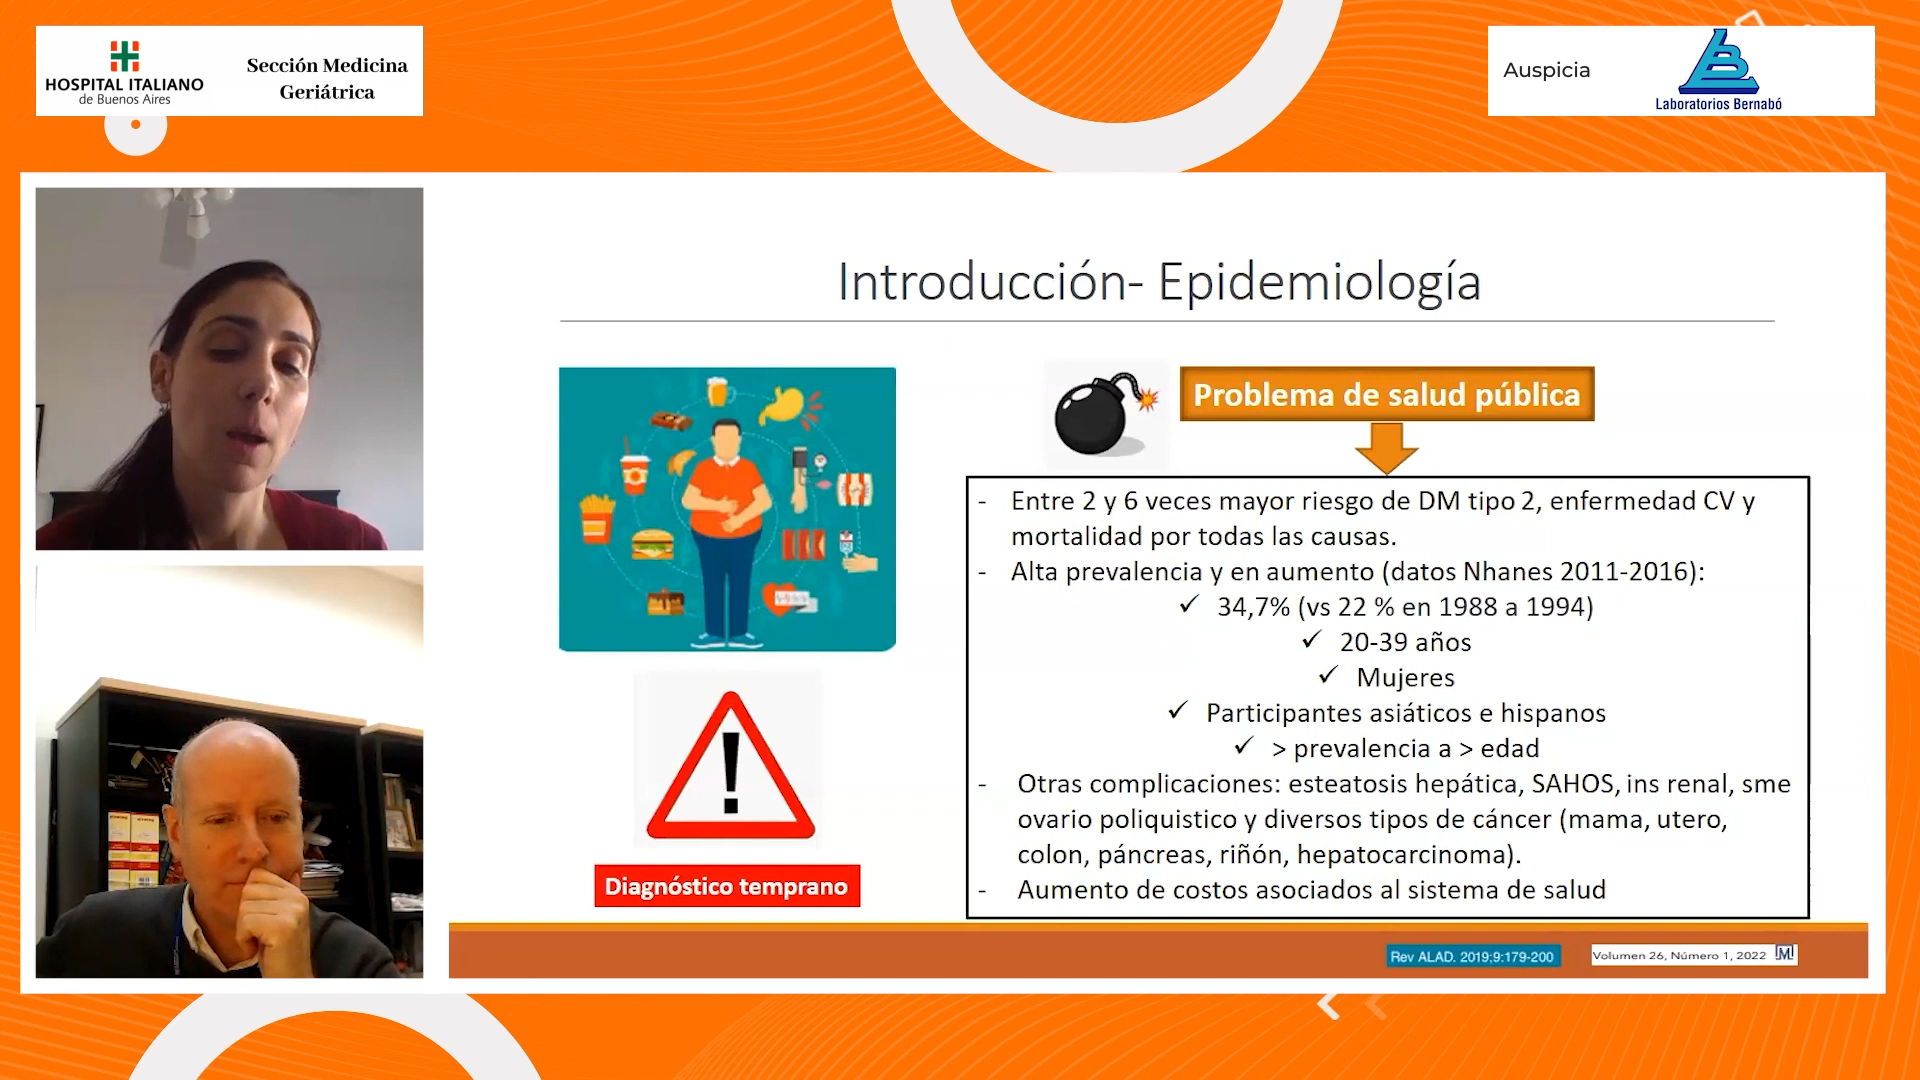 HOSPITAL ITALIANO
de Buenos Aires
Sección Medicina
Geriátrica
Auspicia
Laboratorios Bernabó
Introducción- Epidemiología
Problema de salud pública
- Entre 2 y 6 veces mayor riesgo de DM tipo 2, enfermedad CV y
mortalidad por todas las causas.
- Alta prevalencia y en aumento (datos Nhanes 2011-2016):
✓ 34,7% (vs 22 % en 1988 a 1994)
✓ 20-39 años
✓ Mujeres
✓ Participantes asiáticos e hispanos
✓ > prevalencia a > edad
- Otras complicaciones: esteatosis hepática, SAHOS, ins renal, sme
ovario poliquistico y diversos tipos de cáncer (mama, utero,
colon, páncreas, riñón, hepatocarcinoma).
- Aumento de costos asociados al sistema de salud
!
Diagnóstico temprano
Rev ALAD. 2019;9:179-200
Volumen 26, Número 1, 2022
M